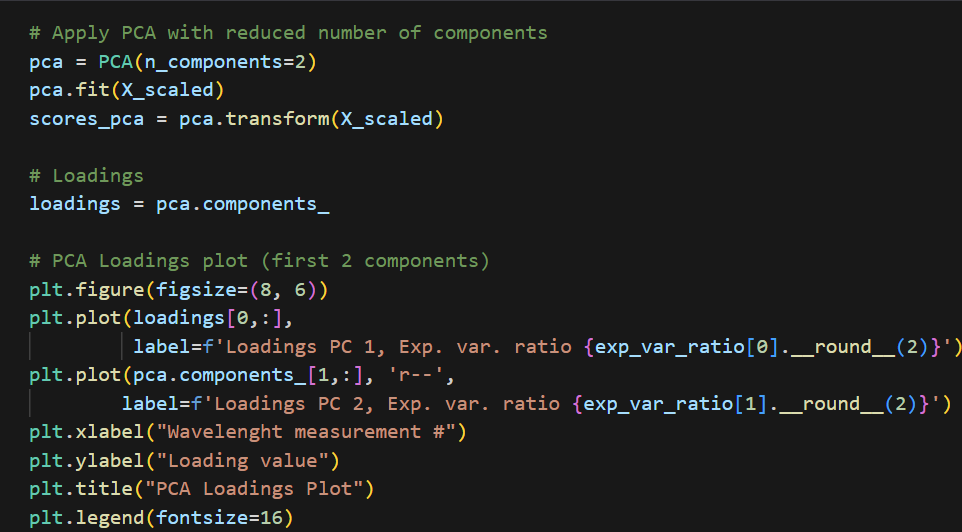 # Apply PCA with reduced number of components
pca = PCA(n_components=2)
pca.fit(X_scaled)
scores_pca = pca.transform(X_scaled)
# Loadings
loadings = pca.components_
# PCA Loadings plot (first 2 components)
plt.figure(figsize=(8, 6))
plt.plot(loadings[0,:],
label=f'Loadings PC 1, Exp. var. ratio {exp_var_ratio[0].__round__(2)}')
plt.plot(pca.components_[1,:], 'r--',
label=f'Loadings PC 2, Exp. var. ratio {exp_var_ratio[1].__round__(2)}')
plt.xlabel("Wavelenght measurement #")
plt.ylabel("Loading value")
plt.title("PCA Loadings Plot")
plt.legend(fontsize=16)